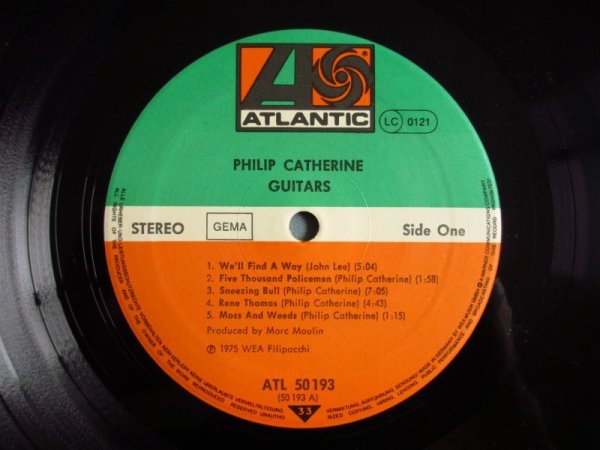 ATLANTIC
LC 0121
PHILIP CATHERINE
GUITARS
STEREO
GEMA
Side One
1. We'll Find A Way (John Lee) (5:04)
2. Five Thousand Policemen (Philip Catherine) (1:58)
3. Sneezing Bull (Philip Catherine) (7:05)
4. Rene Thomas (Philip Catherine) (4:43)
5. Moss And Weeds (Philip Catherine) (1:15)
Produced by Marc Moulin
℗ 1975 WEA Filipacchi
ATL 50193
(50 193 A)
33